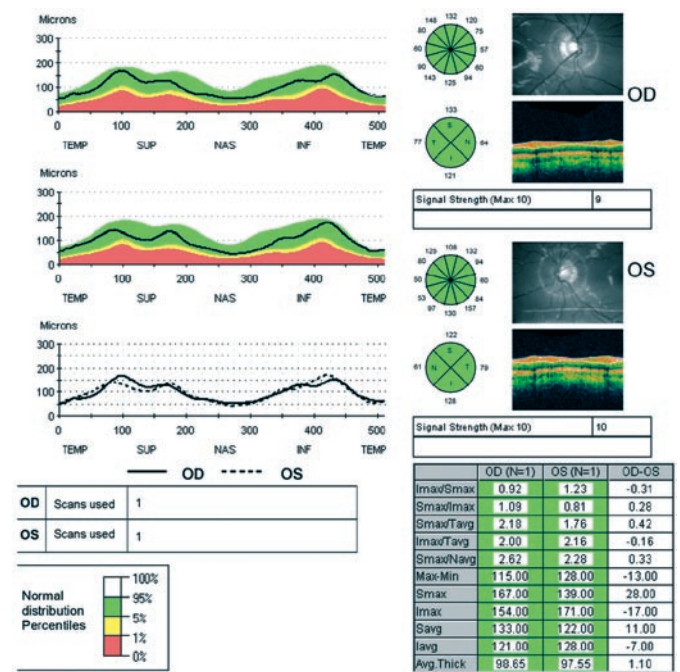 Microns
300
200
100
0
0 100 200 300 400 500
TEMP SUP NAS INF TEMP
Microns
300
200
100
0
0 100 200 300 400 500
TEMP SUP NAS INF TEMP
Microns
300
200
100
0
0 100 200 300 400 500
TEMP SUP NAS INF TEMP
OD OS
OD Scans used 1
OS Scans used 1
Normal
distribution
Percentiles
100%
95%
5%
1%
0%
148 132 120
80 75
60 57
90 60
143 94
125
OD
133
S
77 T N 64
I
121
Signal Strength (Max 10) 9
125 108 132
80 94
50 60
53 84
97 157
130
OS
122
S
61 N T 79
I
128
Signal Strength (Max 10) 10
OD (N=1) OS (N=1) OD-OS
Imax/Smax 0.92 1.23 -0.31
Smax/Imax 1.09 0.81 0.28
Smax/Tavg 2.18 1.76 0.42
Imax/Tavg 2.00 2.16 -0.16
Smax/Navg 2.62 2.28 0.33
Max-Min 115.00 128.00 -13.00
Smax 167.00 139.00 28.00
Imax 154.00 171.00 -17.00
Savg 133.00 122.00 11.00
Iavg 121.00 128.00 -7.00
Avg.Thick 98.65 97.55 1.10